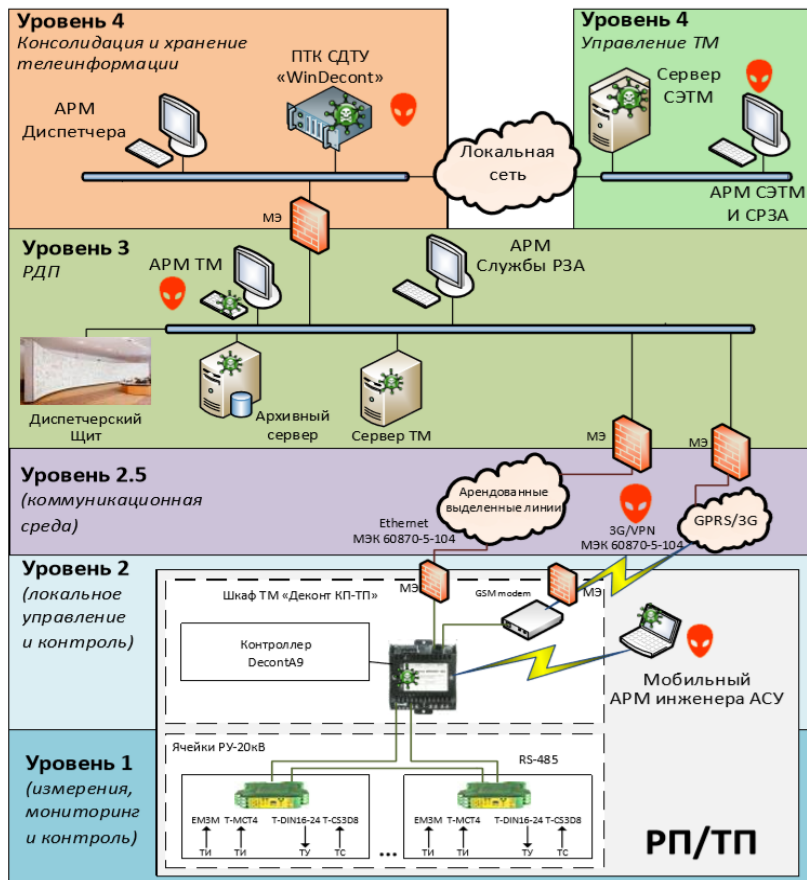 Уровень 4
Консолидация и хранение
телеинформации
ПТК СДТУ
«WinDecont»
АРМ
Диспетчера
Уровень 4
Управление ТМ
Сервер
СЭТМ
Локальная
сеть
АРМ СЭТМ
И СРЗА
МЭ
Уровень 3
РДП
АРМ ТМ
АРМ
Службы РЗА
Диспетчерский
Щит
Архивный
сервер
Сервер ТМ
МЭ
МЭ
Уровень 2.5
(коммуникационная
среда)
Арендованные
выделенные линии
Ethernet
МЭК 60870-5-104
3G/VPN
МЭК 60870-5-104
GPRS/3G
Уровень 2
(локальное
управление
и контроль)
Шкаф ТМ «Деконт КП-ТП»
МЭ
GSM modem
МЭ
Контроллер
DecontA9
Мобильный
АРМ инженера АСУ
Уровень 1
(измерения,
мониторинг
и контроль)
Ячейки РУ-20кВ
RS-485
EM3M T-MCT4 T-DIN16-24 T-CS3D8
ТИ ТИ ТУ ТС
...
EM3M T-MCT4 T-DIN16-24 T-CS3D8
ТИ ТИ ТУ ТС
РП/ТП